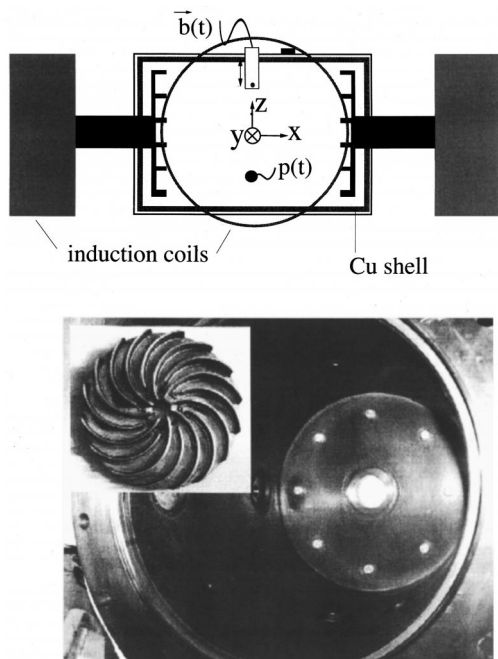 b(t)
z
y x
p(t)
induction coils
Cu shell